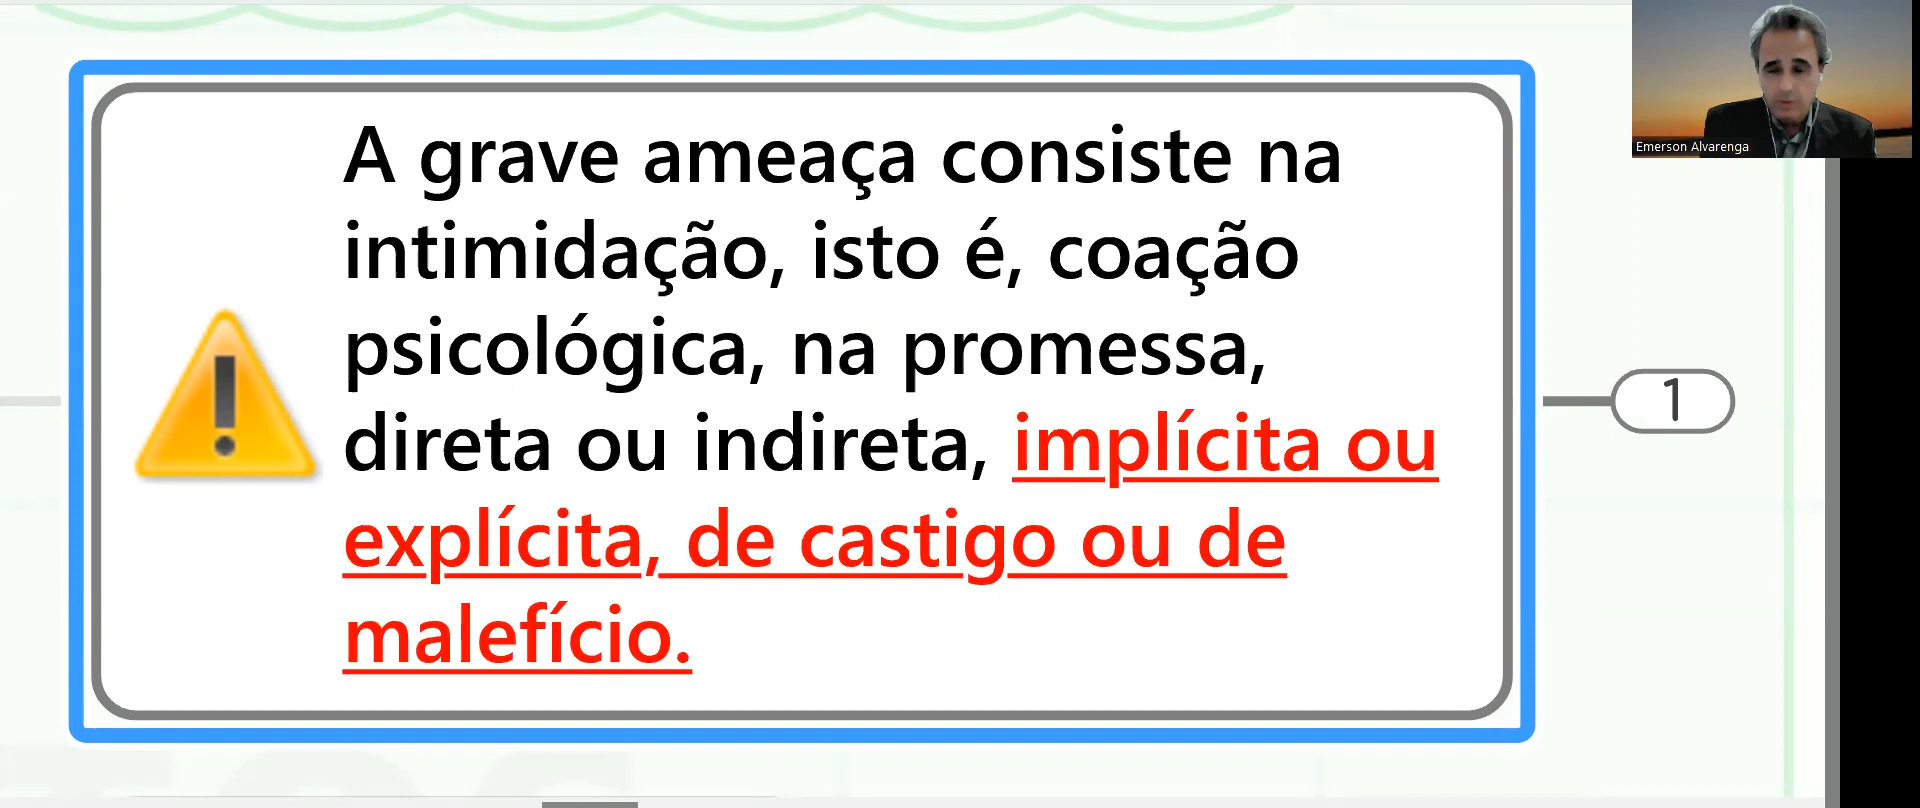 A grave ameaça consiste na
intimidação, isto é, coação
psicológica, na promessa,
direta ou indireta, implícita ou
explícita, de castigo ou de
malefício.
1
Emerson Alvarenga